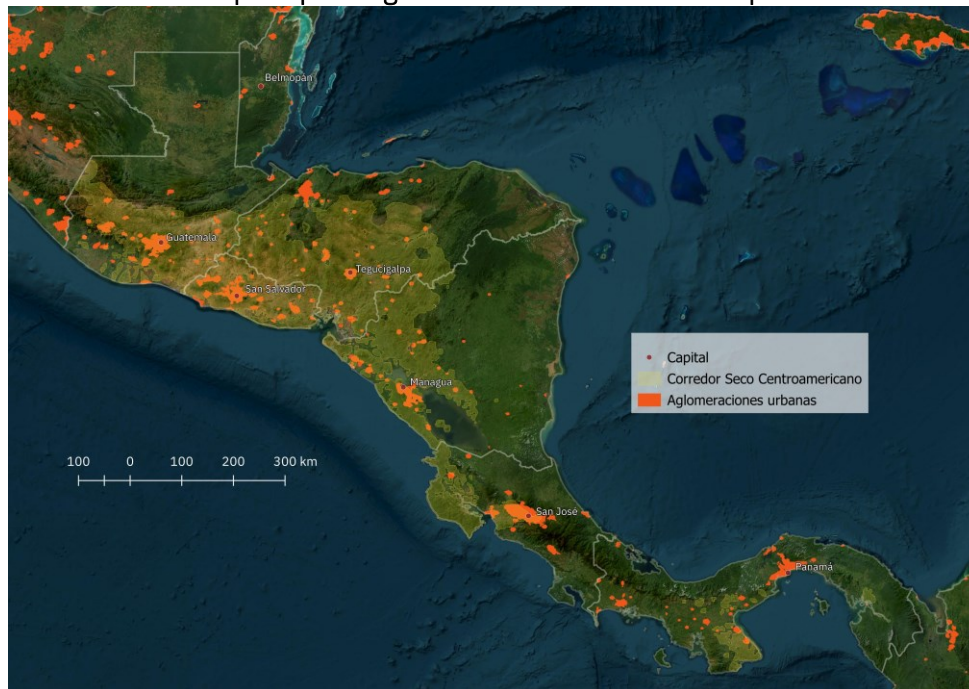 Belmopán
Guatemala
Tegucigalpa
San Salvador
Capital
Corredor Seco Centroamericano
Aglomeraciones urbanas
Managua
100 0 100 200 300 km
San José
Panamá